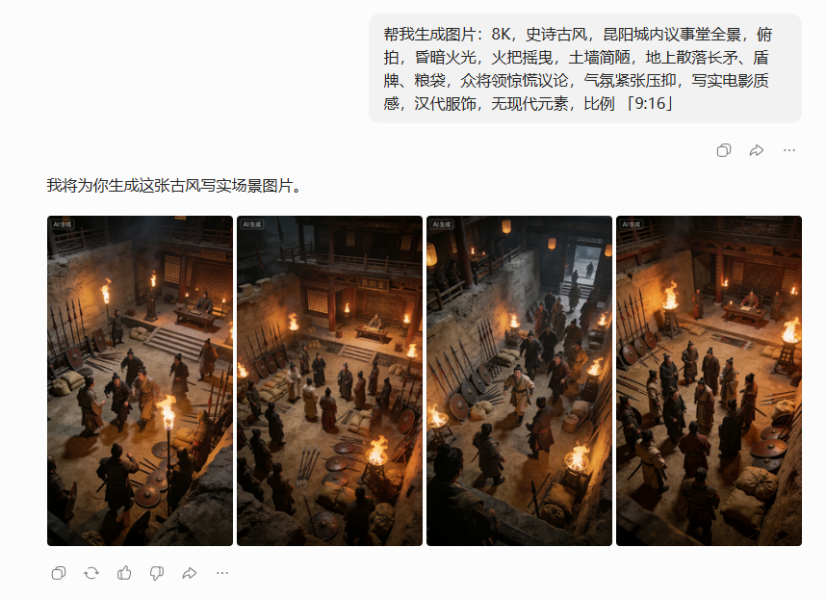 帮我生成图片：8K，史诗古风，昆阳城内议事堂全景，俯
拍，昏暗火光，火把摇曳，土墙简陋，地上散落长矛、盾
牌、粮袋，众将领惊慌议论，气氛紧张压抑，写实电影质
感，汉代服饰，无现代元素，比例 「9:16」
我将为你生成这张古风写实场景图片。
AI生成
AI生成
AI生成
AI生成